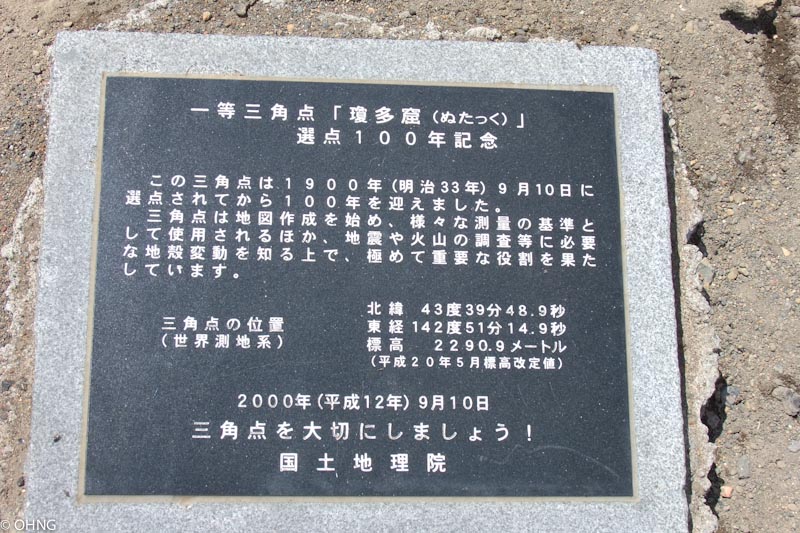 一等三角点「瓊多窟(ぬたっく)」
選点100年記念
この三角点は1900年(明治33年)9月10日に
選点されてから100年を迎えました。
三角点は地図作成を始め、様々な測量の基準と
して使用されるほか、地震や火山の調査等に必要
な地殻変動を知る上で、極めて重要な役割を果た
しています。
三角点の位置
(世界測地系)
北緯 43度39分48.9秒
東経142度51分14.9秒
標高 2290.9メートル
(平成20年5月標高改定値)
2000年(平成12年)9月10日
三角点を大切にしましょう!
国土地理院
© OHNG